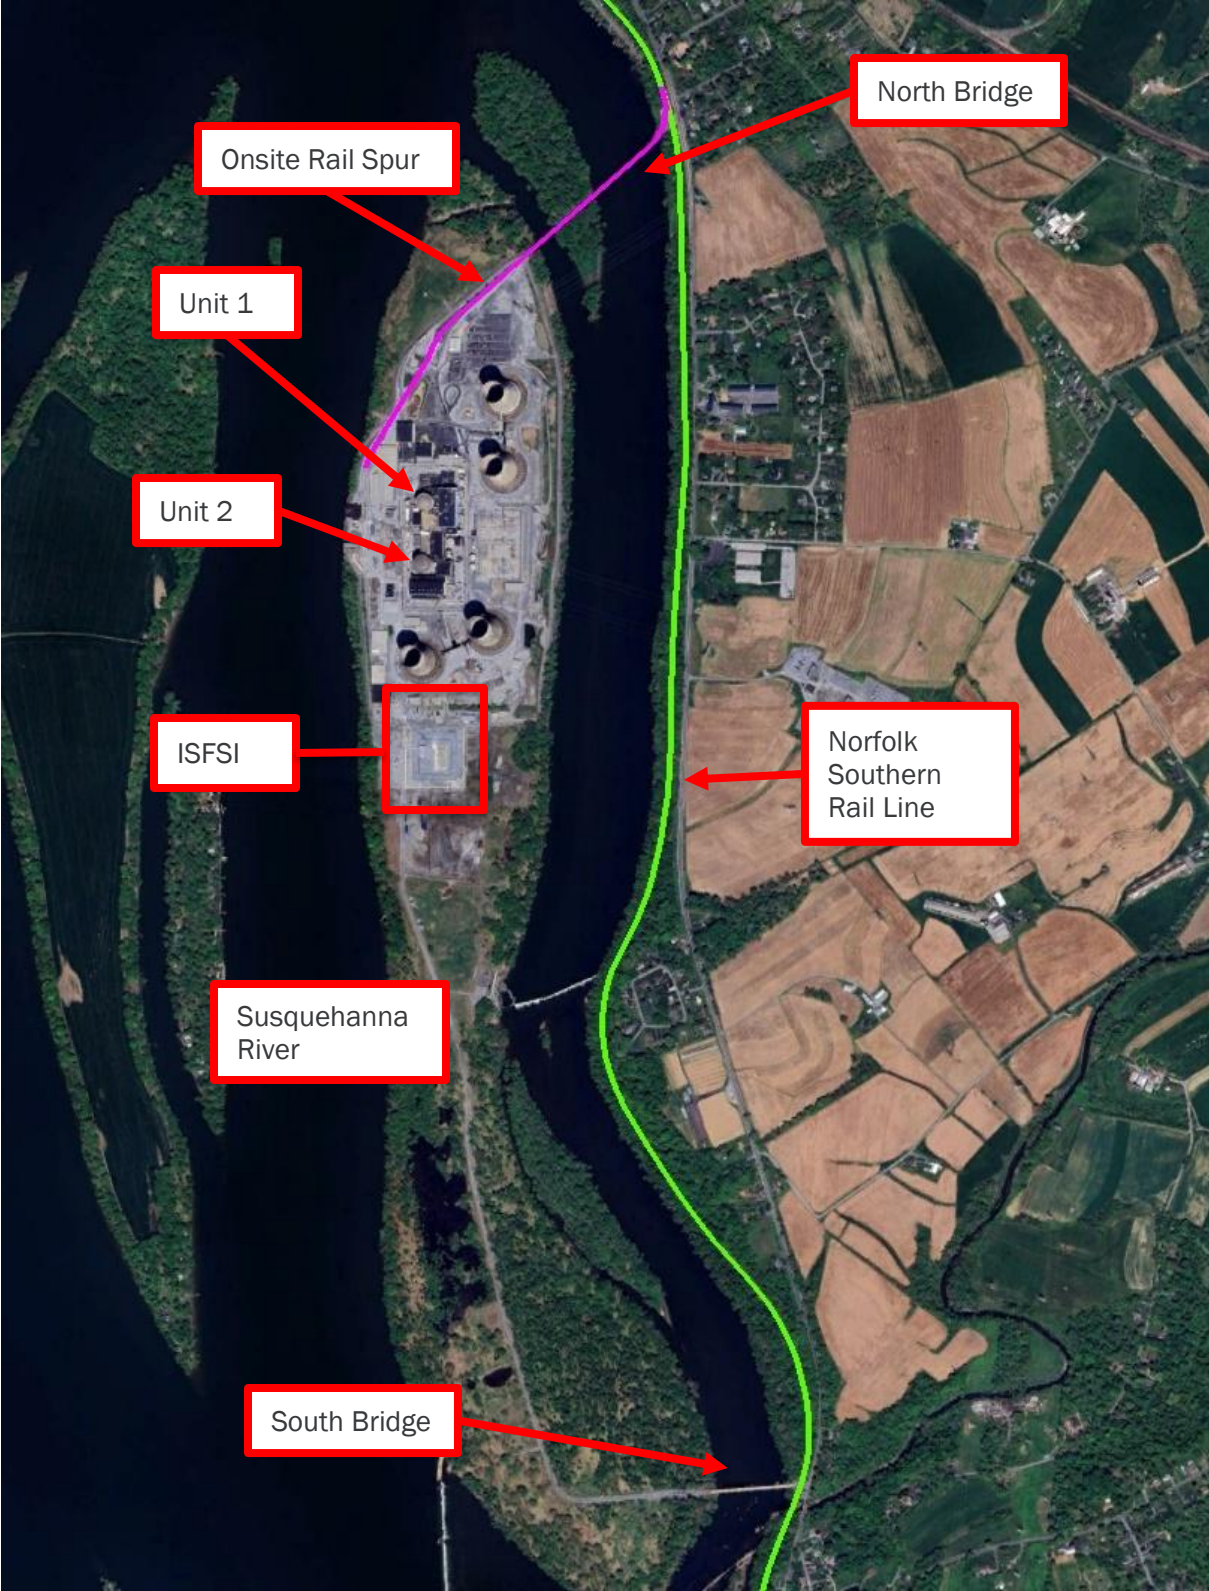 North Bridge
Onsite Rail Spur
Unit 1
Unit 2
ISFSI
Norfolk
Southern
Rail Line
Susquehanna
River
South Bridge